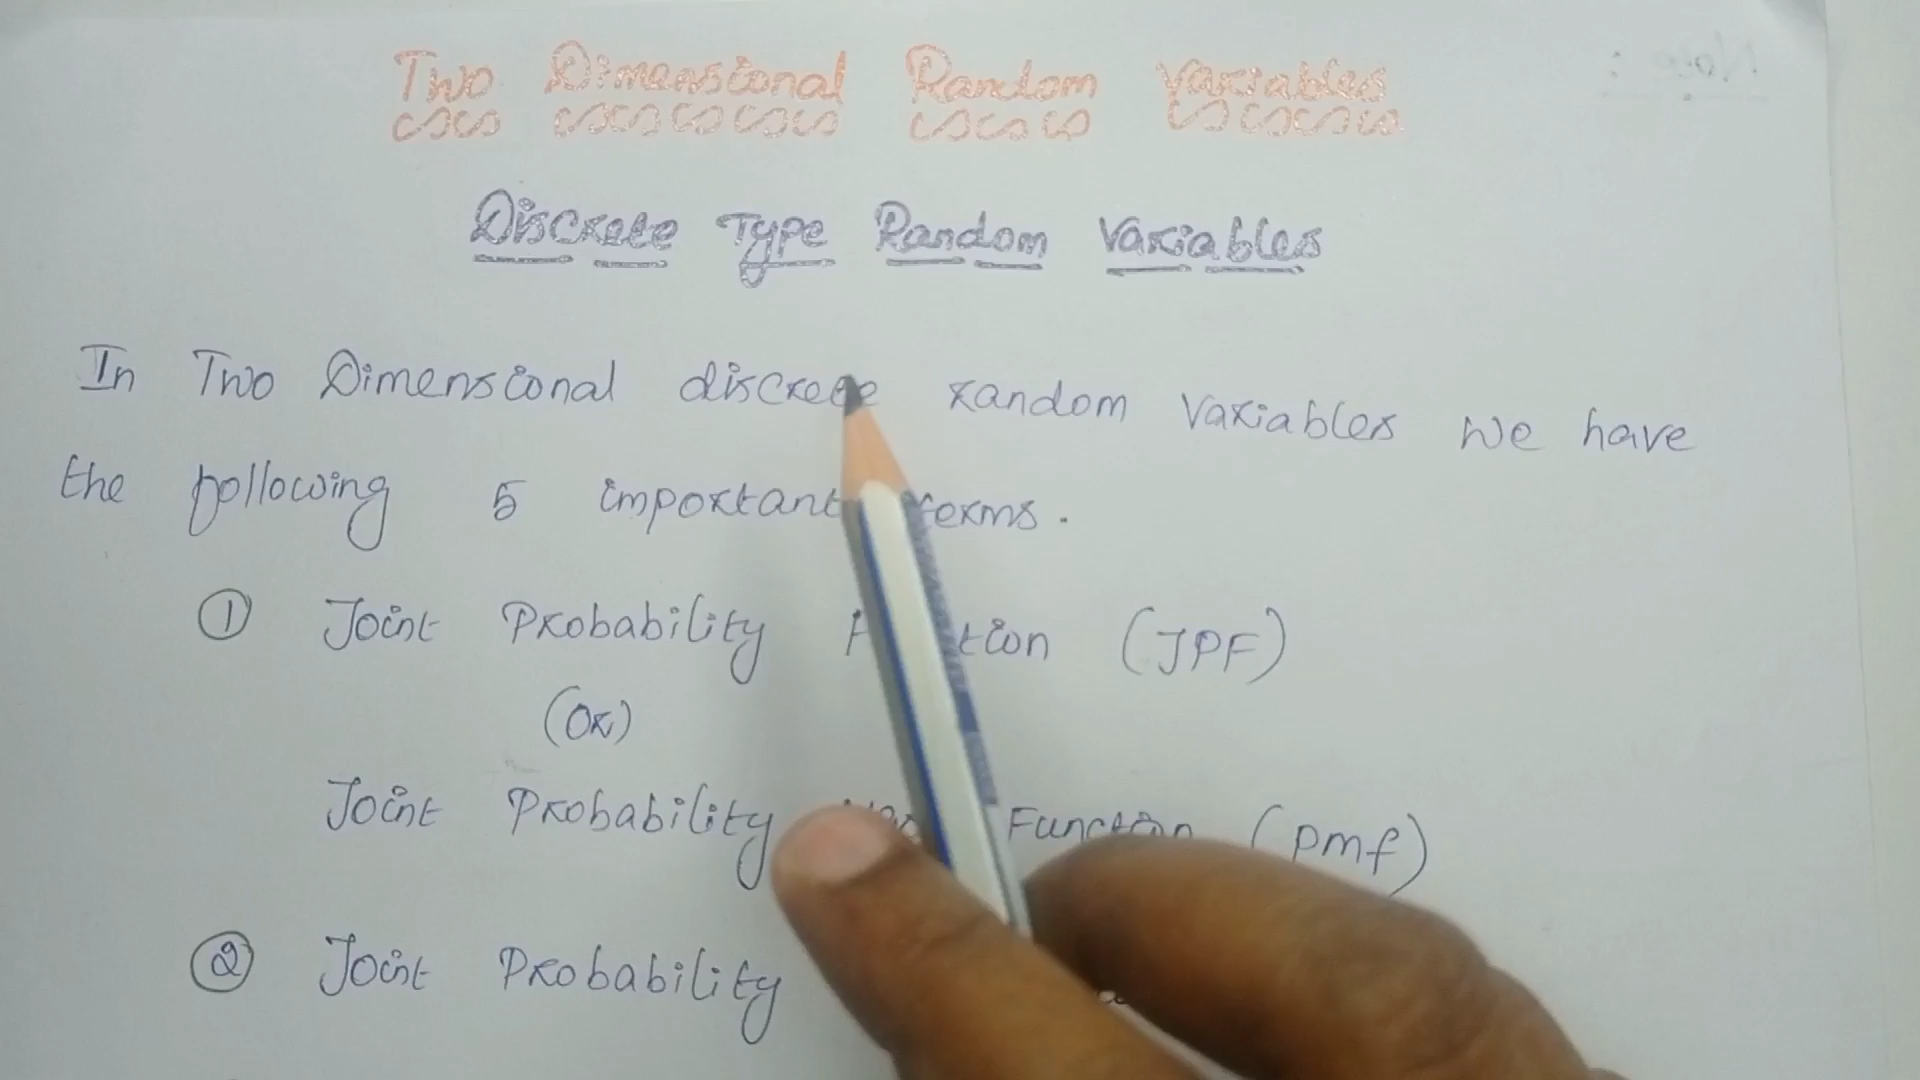 Two Dimensional Random Variables
Discrete Type Random Variables
In Two Dimensional discrete random variables we have
the following 5 important terms.
① Joint Probability (JPF)
(Or)
Joint Probability Function (pmf)
② Joint Probability